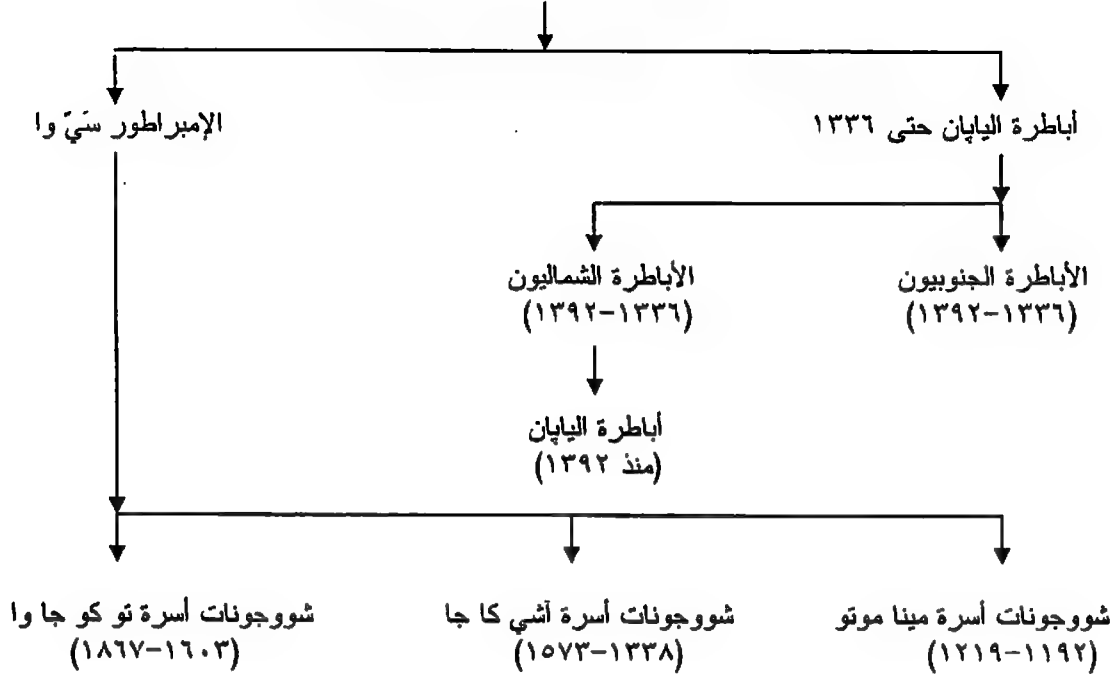 أباطرة اليابان حتى ١٣٣٦
الإمبراطور سَيّ وا
الأباطرة الجنوبيون
(١٣٣٦-١٣٩٢)
الأباطرة الشماليون
(١٣٣٦-١٣٩٢)
أباطرة اليابان
(منذ ١٣٩٢)
شووجونات أسرة مينا موتو
(١١٩٢-١٢١٩)
شووجونات أسرة آشي كا جا
(١٣٣٨-١٥٧٣)
شووجونات أسرة تو كو جا وا
(١٦٠٣-١٨٦٧)